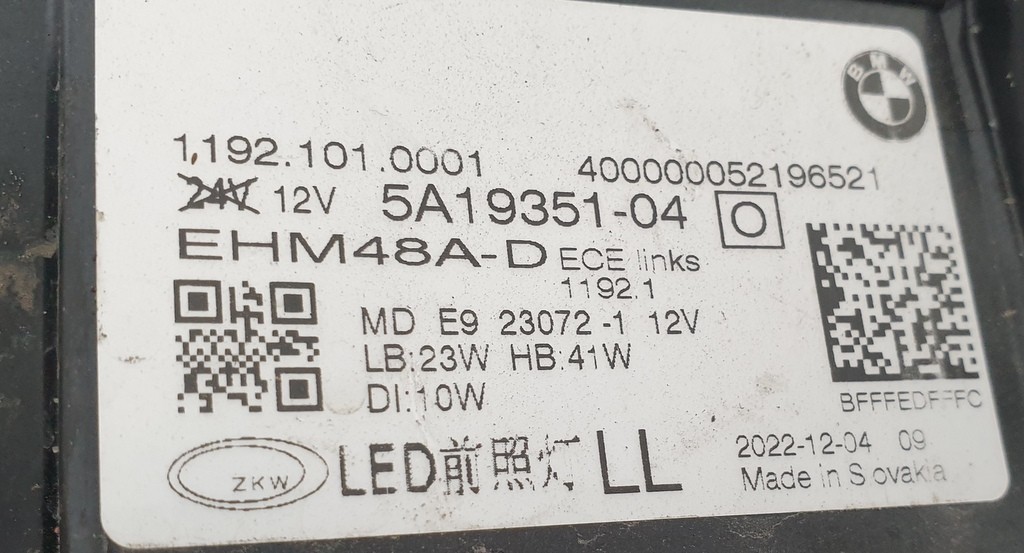 BMW
1.192.101.0001 400000052196521
24V 12V 5A19351-04 O
EHM48A-D ECE links
1192.1
MD E9 23072-1 12V
LB:23W HB:41W
DI:10W
BFFFEDFFFC
ZKW LED前照灯 LL
2022-12-04 09
Made in Slovakia